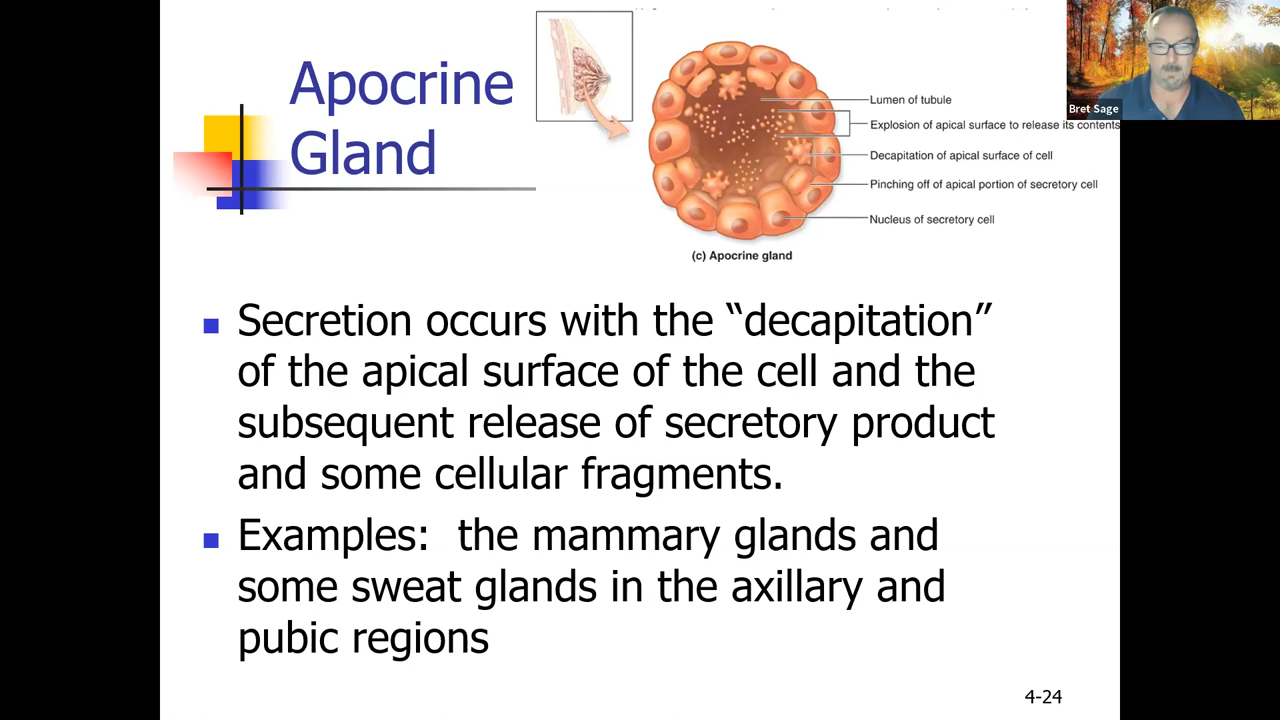 Apocrine
Gland
Lumen of tubule
Explosion of apical surface to release its contents
Decapitation of apical surface of cell
Pinching off of apical portion of secretory cell
Nucleus of secretory cell
(c) Apocrine gland
Bret Sage
Secretion occurs with the “decapitation”
of the apical surface of the cell and the
subsequent release of secretory product
and some cellular fragments.
Examples:  the mammary glands and
some sweat glands in the axillary and
pubic regions
4-24